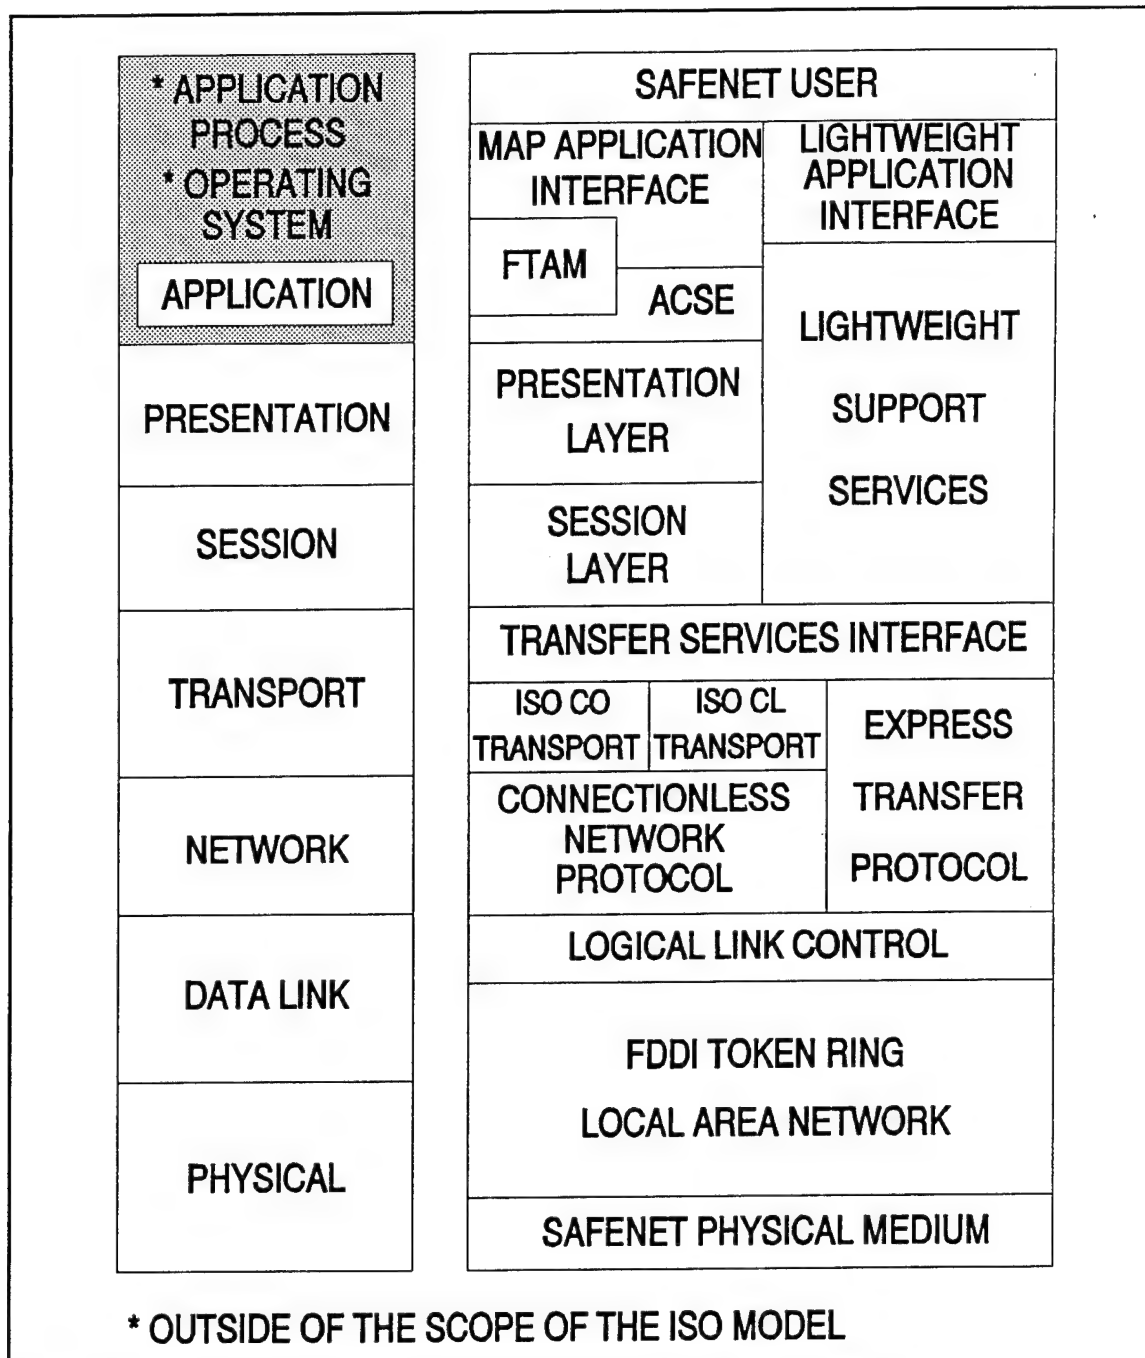 * APPLICATION
PROCESS
* OPERATING
SYSTEM
APPLICATION
PRESENTATION
SESSION
TRANSPORT
NETWORK
DATA LINK
PHYSICAL
SAFENET USER
MAP APPLICATION
INTERFACE
LIGHTWEIGHT
APPLICATION
INTERFACE
FTAM
ACSE
LIGHTWEIGHT
SUPPORT
SERVICES
PRESENTATION
LAYER
SESSION
LAYER
TRANSFER SERVICES INTERFACE
ISO CO
TRANSPORT
ISO CL
TRANSPORT
EXPRESS
TRANSFER
PROTOCOL
CONNECTIONLESS
NETWORK
PROTOCOL
LOGICAL LINK CONTROL
FDDI TOKEN RING
LOCAL AREA NETWORK
SAFENET PHYSICAL MEDIUM
* OUTSIDE OF THE SCOPE OF THE ISO MODEL